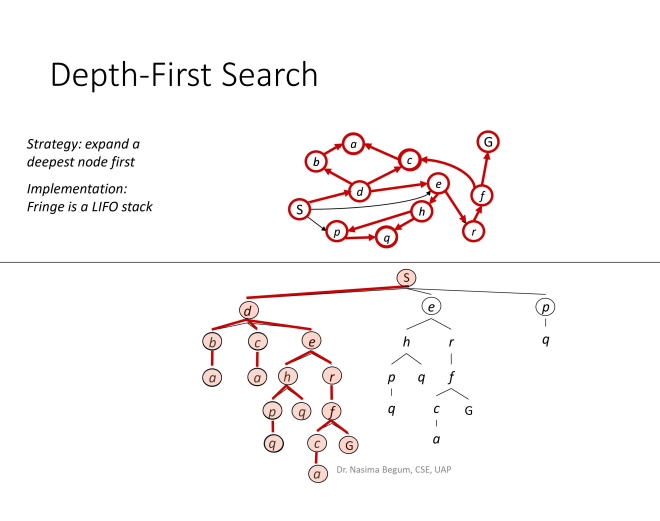 Depth-First Search
Strategy: expand a
deepest node first
Implementation:
Fringe is a LIFO stack
G
a
b
c
d
e
f
S
h
p
q
r
S
d
e
p
b
c
e
h
r
q
a
a
h
r
p
q
f
p
q
f
q
c
G
q
c
G
a
a
Dr. Nasima Begum, CSE, UAP